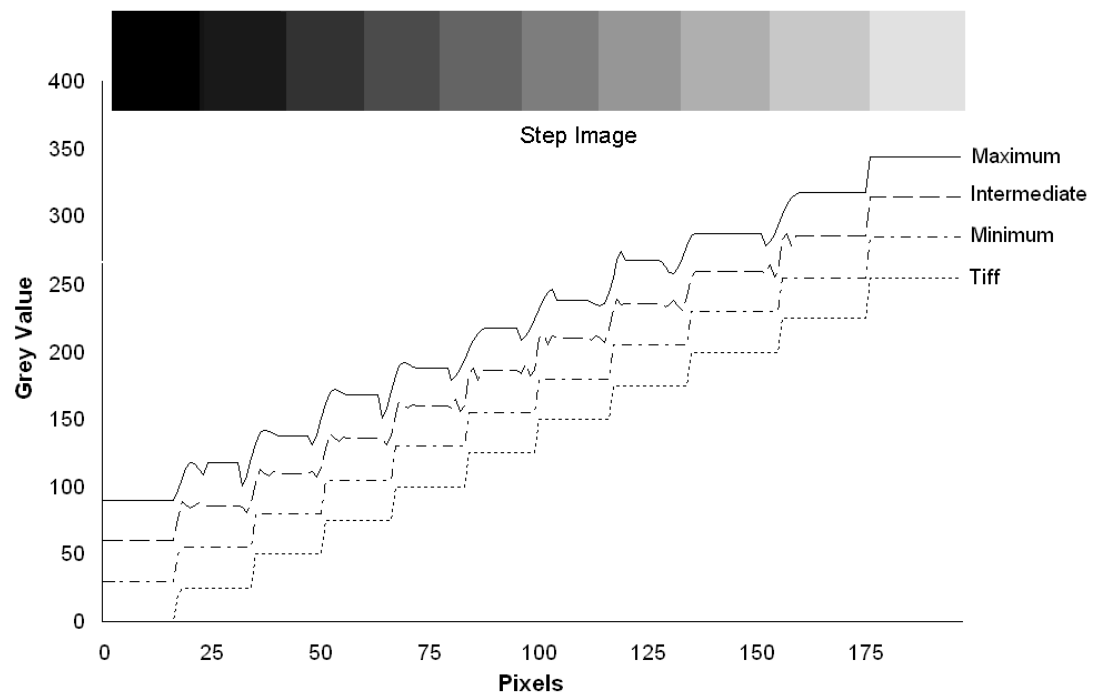 Step Image
400
350
300
250
200
150
100
50
0
Grey Value
Maximum
Intermediate
Minimum
Tiff
0 25 50 75 100 125 150 175
Pixels